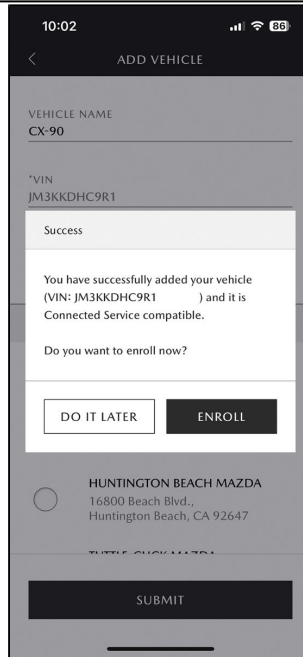 10:02
86
ADD VEHICLE
VEHICLE NAME
CX-90
*VIN
JM3KKDHC9R1
Success
You have successfully added your vehicle
(VIN: JM3KKDHC9R1 ) and it is
Connected Service compatible.
Do you want to enroll now?
DO IT LATER
ENROLL
HUNTINGTON BEACH MAZDA
16800 Beach Blvd.,
Huntington Beach, CA 92647
SUBMIT